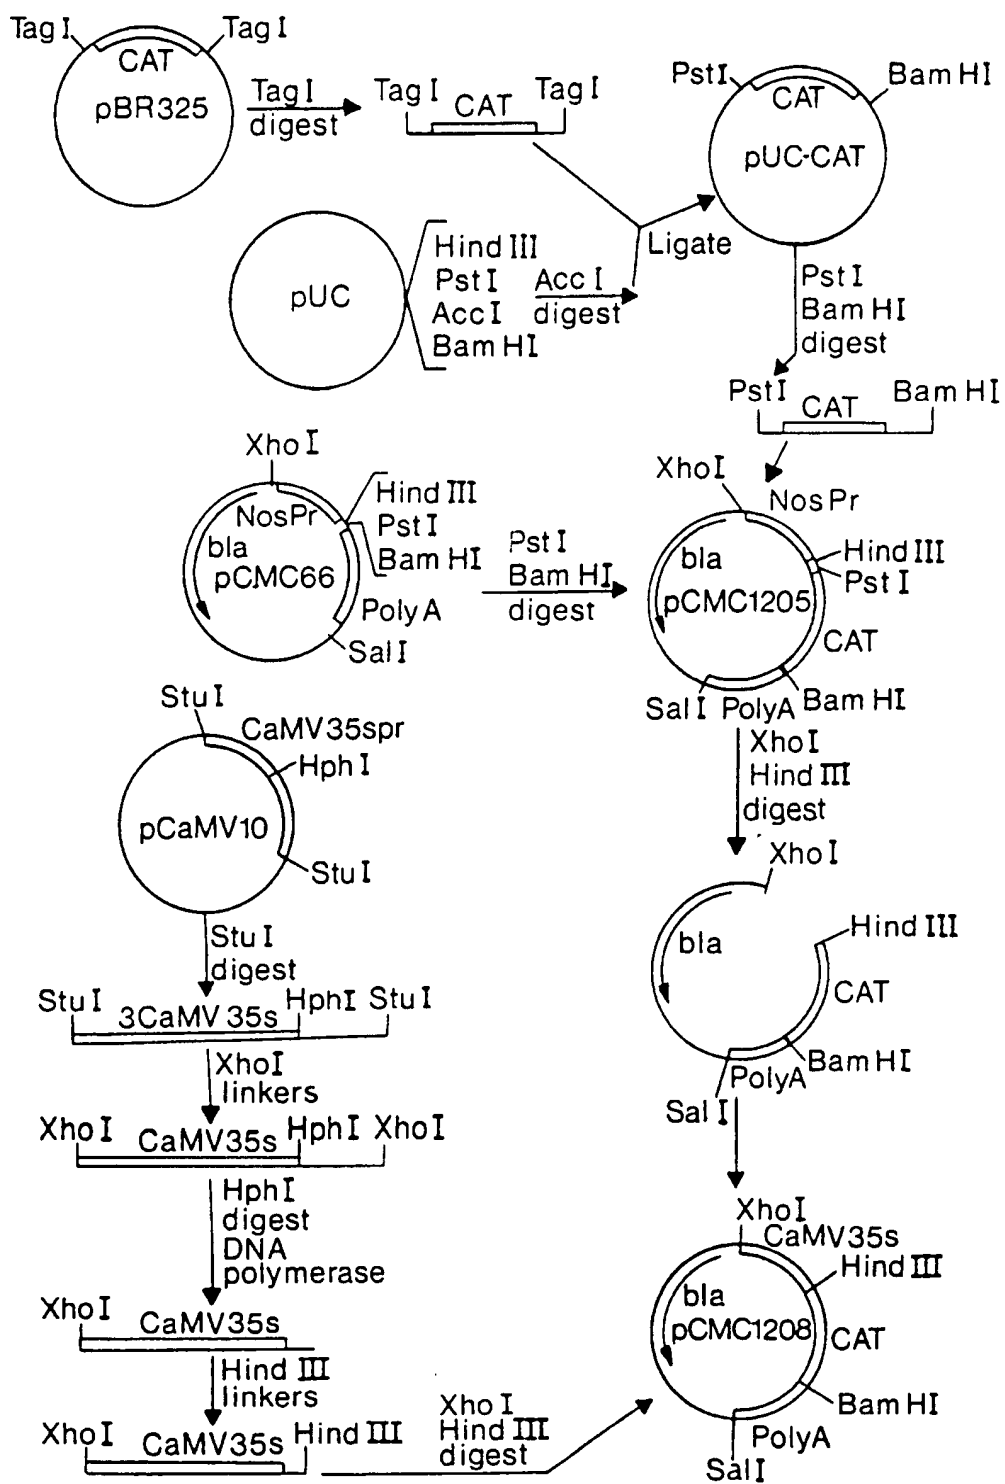 Tag I
Tag I
CAT
pBR325
Tag I
digest
Tag I
CAT
Tag I
Pst I
Bam HI
CAT
pUC-CAT
Ligate
pUC
Hind III
Pst I
Acc I
Bam HI
Acc I
digest
Pst I
Bam HI
digest
Pst I
CAT
Bam HI
Xho I
NosPr
Hind III
Pst I
Bam HI
bla
pCMC66
PolyA
Sal I
Pst I
Bam HI
digest
Xho I
NosPr
Hind III
Pst I
bla
pCMC1205
CAT
Bam HI
Sal I
PolyA
Xho I
Hind III
digest
Stu I
CaMV35spr
Hph I
pCaMV10
Stu I
Stu I
digest
Stu I
3CaMV35s
Hph I
Stu I
Xho I
linkers
Xho I
CaMV35s
Hph I
Xho I
Hph I
digest
DNA
polymerase
Xho I
CaMV35s
Hind III
linkers
Xho I
CaMV35s
Hind III
Xho I
Hind III
digest
Xho I
bla
Hind III
CAT
Bam HI
PolyA
Sal I
Xho I
CaMV35s
Hind III
bla
pCMC1208
CAT
Bam HI
PolyA
Sal I